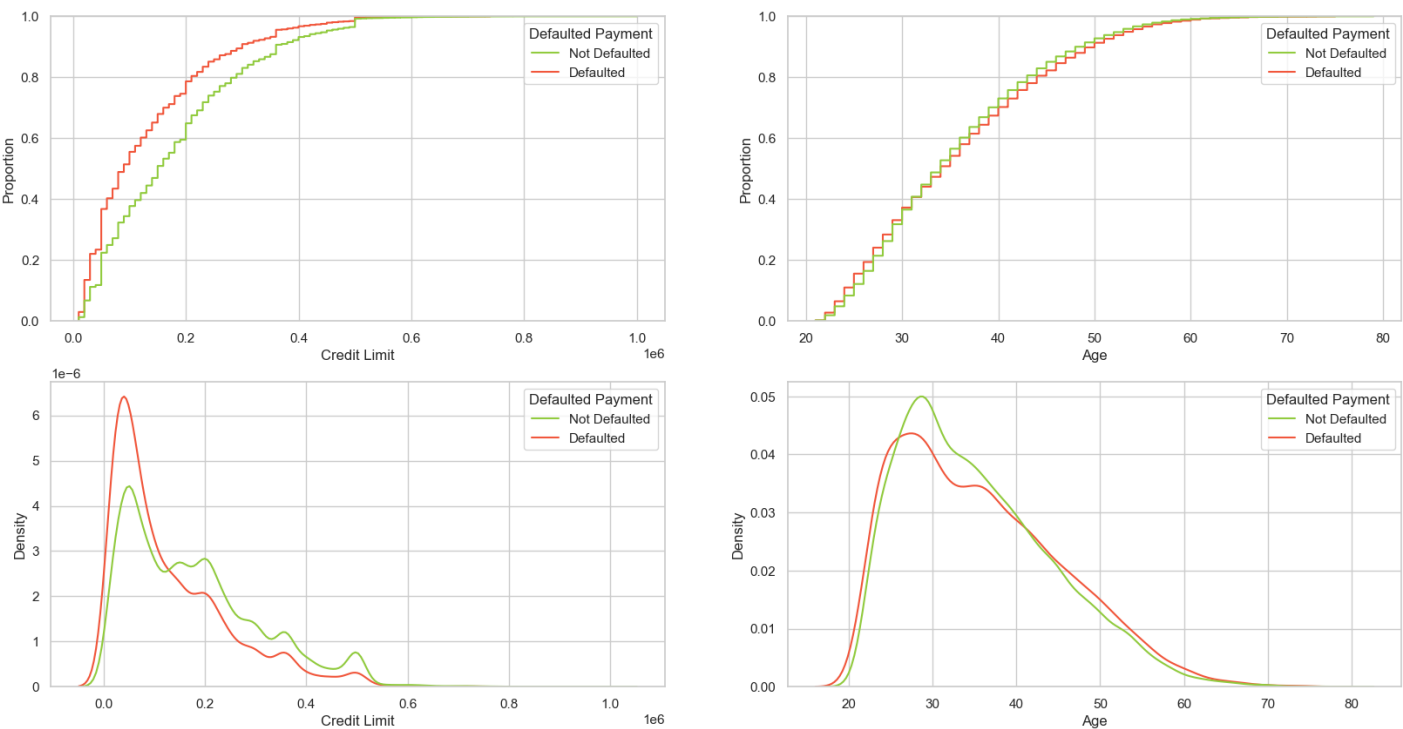 1.0
0.8
0.6
0.4
0.2
0.0
Proportion
0.0 0.2 0.4 0.6 0.8 1.0
Credit Limit
1e6
Defaulted Payment
Not Defaulted
Defaulted
1.0
0.8
0.6
0.4
0.2
0.0
Proportion
20 30 40 50 60 70 80
Age
Defaulted Payment
Not Defaulted
Defaulted
1e−6
6
5
4
3
2
1
0
Density
0.0 0.2 0.4 0.6 0.8 1.0
Credit Limit
1e6
Defaulted Payment
Not Defaulted
Defaulted
0.05
0.04
0.03
0.02
0.01
0.00
Density
20 30 40 50 60 70 80
Age
Defaulted Payment
Not Defaulted
Defaulted